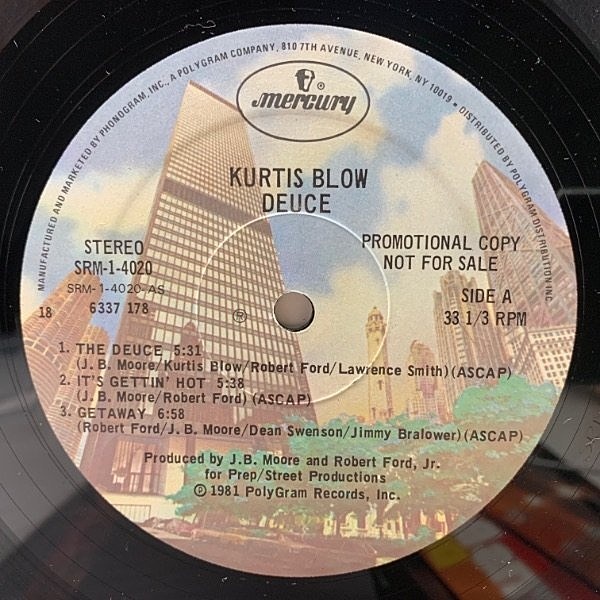 MANUFACTURED AND MARKETED BY PHONOGRAM, INC., A POLYGRAM COMPANY, 810 7TH AVENUE, NEW YORK, NY 10019 • DISTRIBUTED BY POLYGRAM DISTRIBUTION, INC.
®
mercury
KURTIS BLOW
DEUCE
STEREO
SRM-1-4020
SRM-1-4020-AS
18 6337 178
Ⓟ
PROMOTIONAL COPY
NOT FOR SALE
SIDE A
33 1/3 RPM
1. THE DEUCE 5:31
(J. B. Moore/Kurtis Blow/Robert Ford/Lawrence Smith) (ASCAP)
2. IT'S GETTIN' HOT 5:38
(J.B. Moore/Robert Ford) (ASCAP)
3. GETAWAY 6:58
(Robert Ford/J. B. Moore/Dean Swenson/Jimmy Bralower) (ASCAP)
Produced by J.B. Moore and Robert Ford, Jr.
for Prep/Street Productions
Ⓟ © 1981 PolyGram Records, Inc.